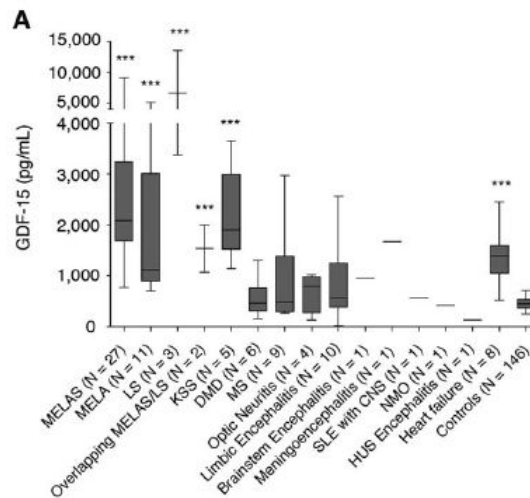 A
15,000
10,000
5,000
4,000
3,000
2,000
1,000
0
GDF-15 (pg/mL)
***
***
***
***
***
***
MELAS (N = 27)
MELA (N = 11)
LS (N = 3)
Overlapping MELAS/LS (N = 2)
KSS (N = 5)
DMD (N = 6)
MS (N = 9)
Optic Neuritis (N = 4)
Limbic Encephalitis (N = 10)
Brainstem Encephalitis (N = 1)
Meningoencephalitis (N = 1)
SLE with CNS (N = 1)
NMO (N = 1)
HUS Encephalitis (N = 1)
Heart failure (N = 8)
Controls (N = 146)